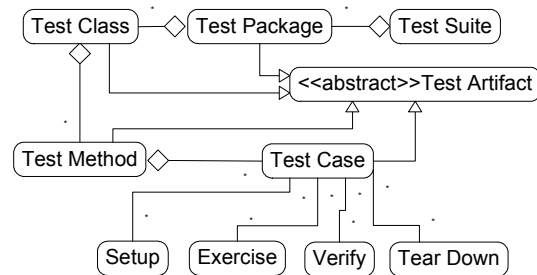 * *
Test Class Test Package Test Suite
<<abstract>>Test Artifact
*
Test Method Test Case
*
* * * *
* * * *
Setup Exercise Verify Tear Down